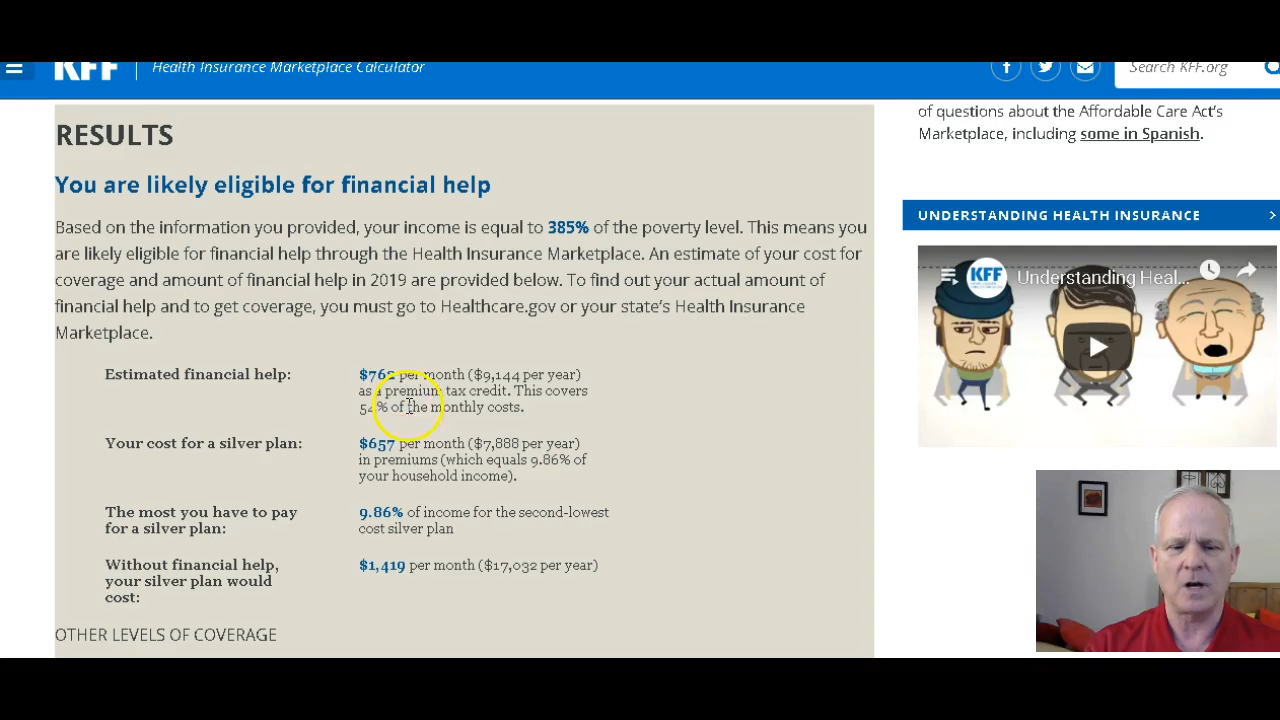 KFF
Health Insurance Marketplace Calculator
Search KFF.org
RESULTS
You are likely eligible for financial help
Based on the information you provided, your income is equal to 385% of the poverty level. This means you
are likely eligible for financial help through the Health Insurance Marketplace. An estimate of your cost for
coverage and amount of financial help in 2019 are provided below. To find out your actual amount of
financial help and to get coverage, you must go to Healthcare.gov or your state's Health Insurance
Marketplace.
Estimated financial help:
$762 per month ($9,144 per year)
as a premium tax credit. This covers
54% of the monthly costs.
Your cost for a silver plan:
$657 per month ($7,888 per year)
in premiums (which equals 9.86% of
your household income).
The most you have to pay
for a silver plan:
9.86% of income for the second-lowest
cost silver plan
Without financial help,
your silver plan would
cost:
$1,419 per month ($17,032 per year)
OTHER LEVELS OF COVERAGE
of questions about the Affordable Care Act's
Marketplace, including some in Spanish.
UNDERSTANDING HEALTH INSURANCE
KFF
Understanding Heal...